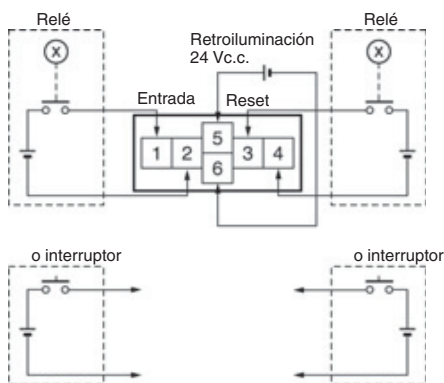 Relé
Relé
X
X
Retroiluminación
24 Vc.c.
Entrada
Reset
5
1 2 3 4
6
o interruptor
o interruptor